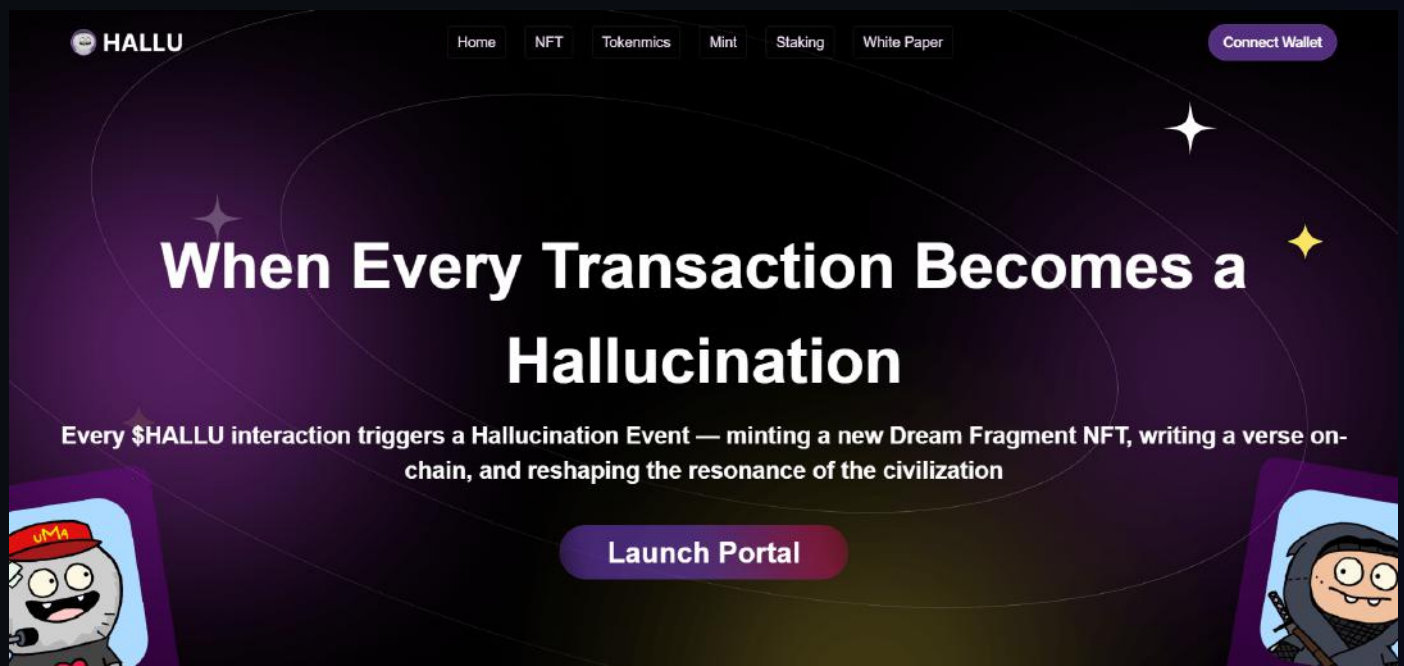 HALLU
Home
NFT
Tokenmics
Mint
Staking
White Paper
Connect Wallet
When Every Transaction Becomes a
Hallucination
Every $HALLU interaction triggers a Hallucination Event — minting a new Dream Fragment NFT, writing a verse on-
chain, and reshaping the resonance of the civilization
Launch Portal
UMA